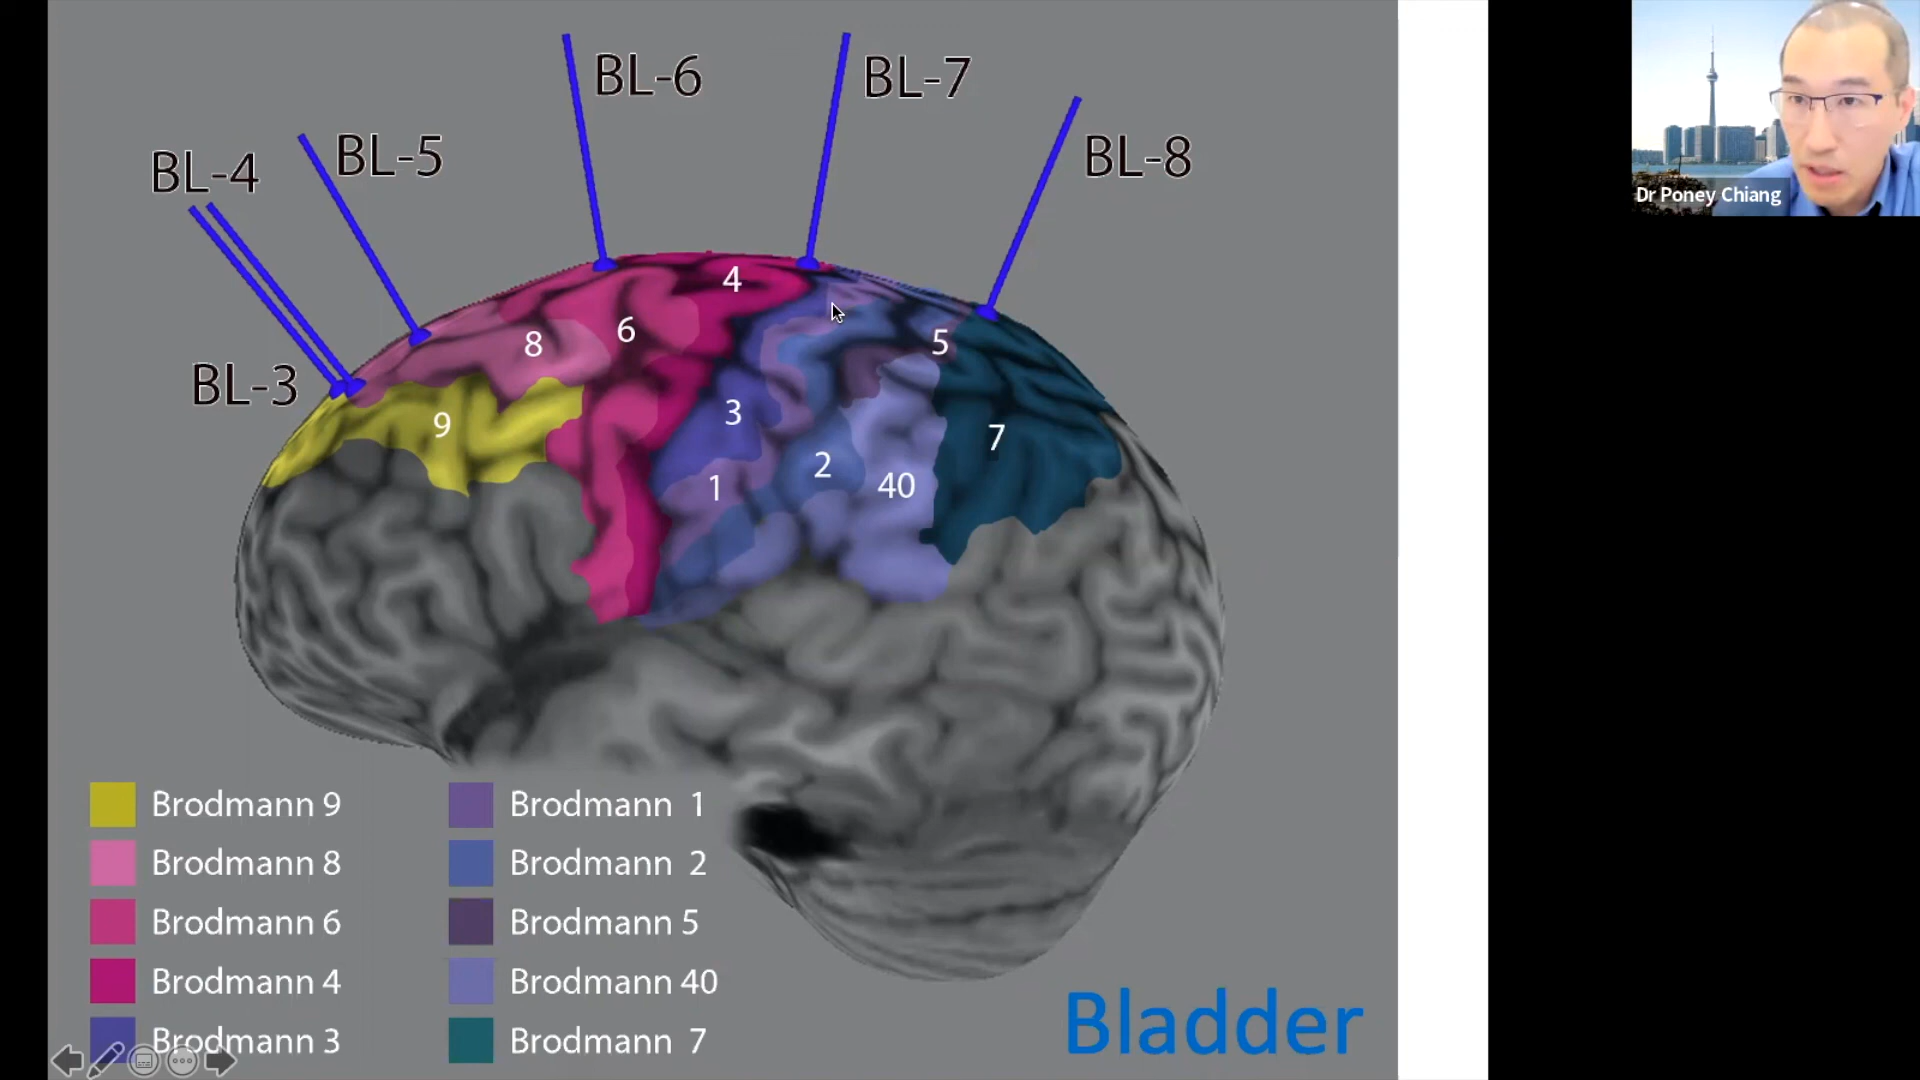 BL-6
BL-7
BL-4
BL-5
BL-8
BL-3
4
8
6
5
9
3
7
1
2
40
Brodmann 9
Brodmann 8
Brodmann 6
Brodmann 4
Brodmann 3
Brodmann 1
Brodmann 2
Brodmann 5
Brodmann 40
Brodmann 7
Bladder
Dr Poney Chiang